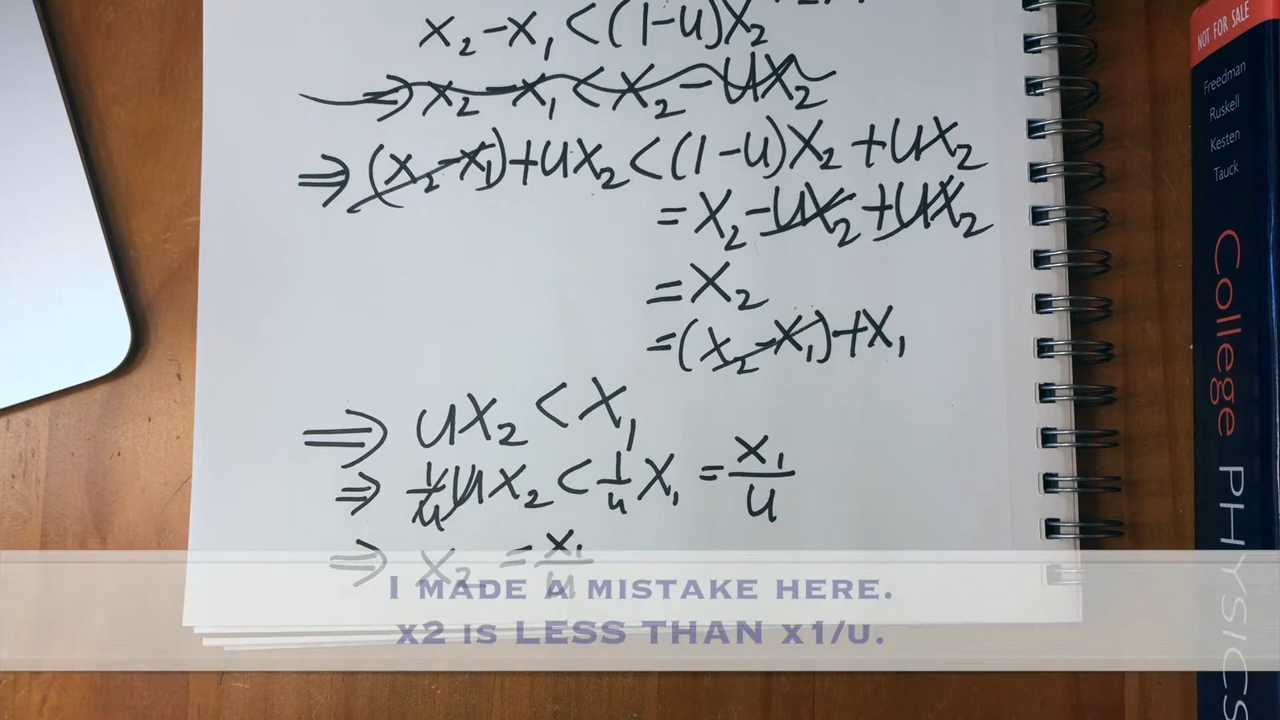 x₂-x₁<(1-u)x₂
⇒ x₂-x₁<x₂-ux₂
⇒ (x₂-x₁)+ux₂<(1-u)x₂+ux₂
=x₂-ux₂+ux₂
=x₂
=(x₂-x₁)+x₁
⇒ ux₂<x₁
⇒ 1/u ux₂<1/u x₁=x₁/u
⇒ x₂=x₁/u
I MADE A MISTAKE HERE.
x2 IS LESS THAN x1/u.
NOT FOR SALE
Freedman
Ruskell
Kesten
Tauck
College PHYSICS